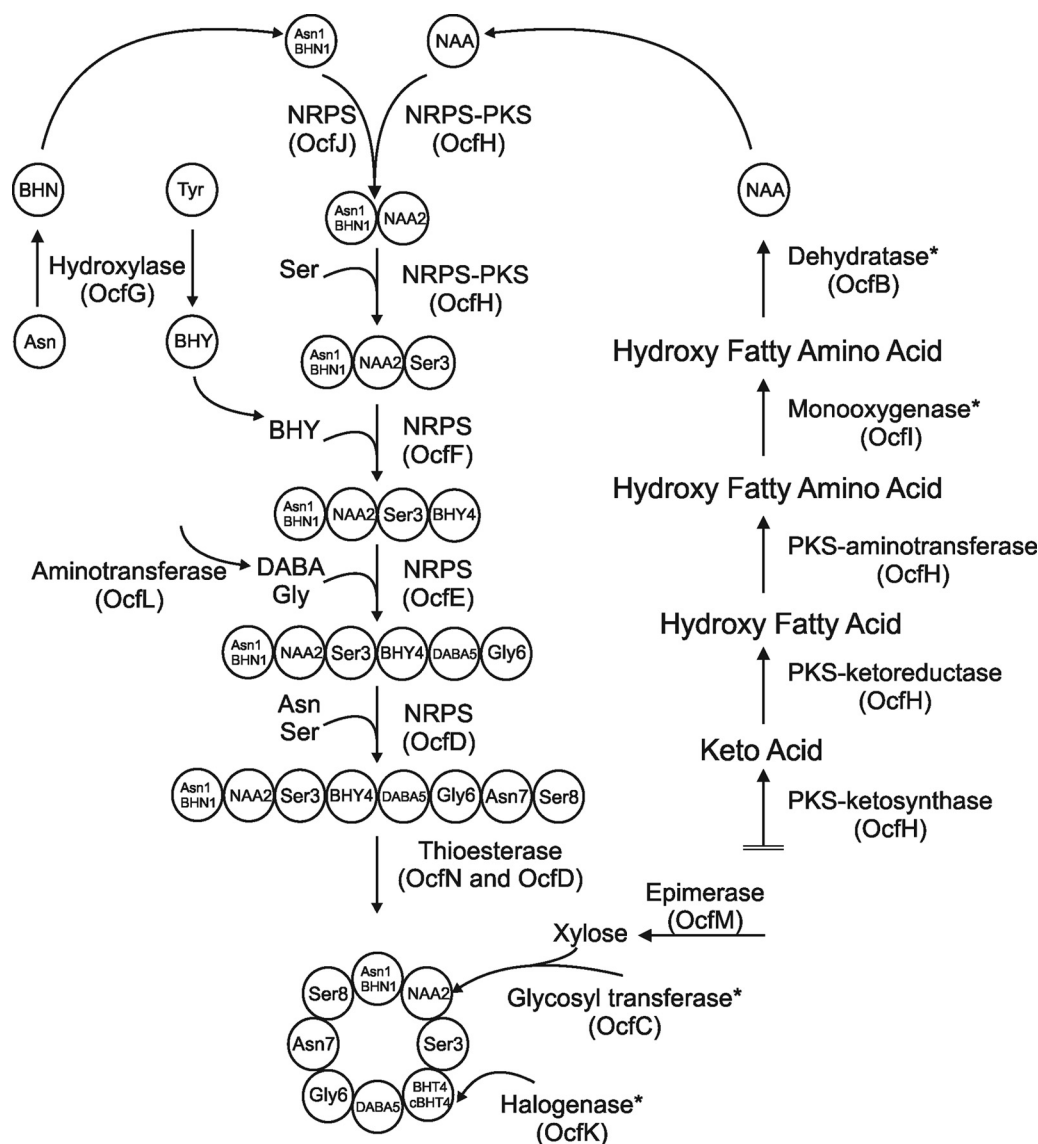 Asn1
BHN1
NAA
NRPS
(OcfJ)
NRPS-PKS
(OcfH)
BHN
Tyr
Asn1
BHN1
NAA2
NAA
Hydroxylase
(OcfG)
Ser
NRPS-PKS
(OcfH)
Dehydratase*
(OcfB)
Asn
BHY
Asn1
BHN1
NAA2
Ser3
Hydroxy Fatty Amino Acid
BHY
NRPS
(OcfF)
Monooxygenase*
(OcfI)
Asn1
BHN1
NAA2
Ser3
BHY4
Hydroxy Fatty Amino Acid
Aminotransferase
(OcfL)
DABA
Gly
NRPS
(OcfE)
PKS-aminotransferase
(OcfH)
Asn1
BHN1
NAA2
Ser3
BHY4
DABA5
Gly6
Hydroxy Fatty Acid
Asn
Ser
NRPS
(OcfD)
PKS-ketoreductase
(OcfH)
Keto Acid
Asn1
BHN1
NAA2
Ser3
BHY4
DABA5
Gly6
Asn7
Ser8
PKS-ketosynthase
(OcfH)
Thioesterase
(OcfN and OcfD)
Epimerase
(OcfM)
Xylose
Asn1
BHN1
Ser8
NAA2
Glycosyl transferase*
(OcfC)
Asn7
Ser3
Gly6
DABA5
BHT4
cBHT4
Halogenase*
(OcfK)